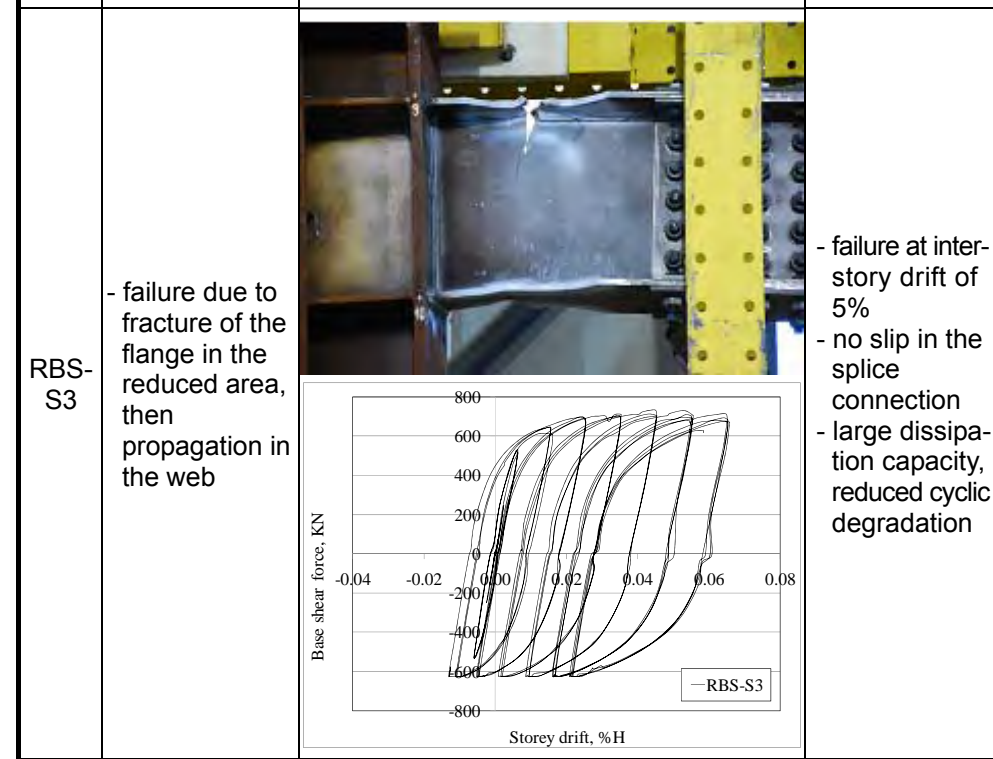 RBS-
S3
- failure due to
fracture of the
flange in the
reduced area,
then
propagation in
the web
800
600
400
200
0
-200
-400
-600
-800
-0.04
-0.02
0.00
0.02
0.04
0.06
0.08
Base shear force, KN
Storey drift, %H
RBS-S3
- failure at inter-
story drift of
5%
- no slip in the
splice
connection
- large dissipa-
tion capacity,
reduced cyclic
degradation